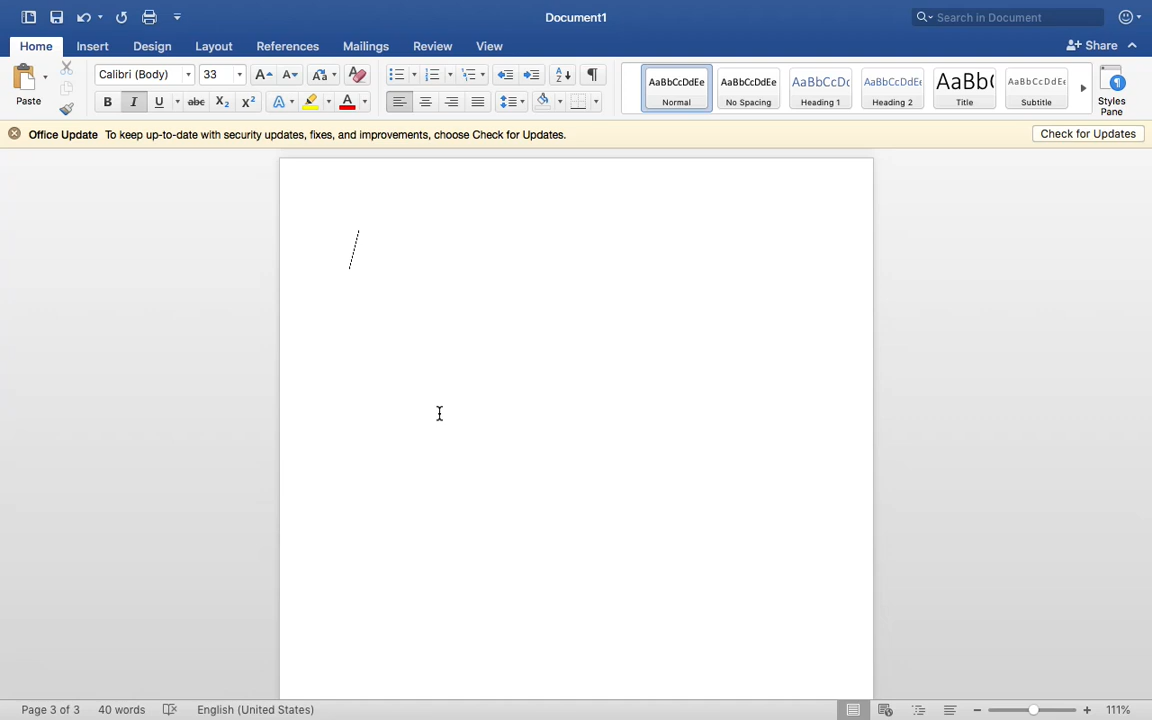 Document1
Search in Document
Home Insert Design Layout References Mailings Review View Share
Paste Calibri (Body) 33 AaBbCcDdEe AaBbCcDdEe AaBbCcDc AaBbCcDdEe AaBb( AaBbCcDdEe
B I U abc X2 X2 A A Normal No Spacing Heading 1 Heading 2 Title Subtitle Styles Pane
Office Update To keep up-to-date with security updates, fixes, and improvements, choose Check for Updates. Check for Updates
Page 3 of 3 40 words English (United States) 111%